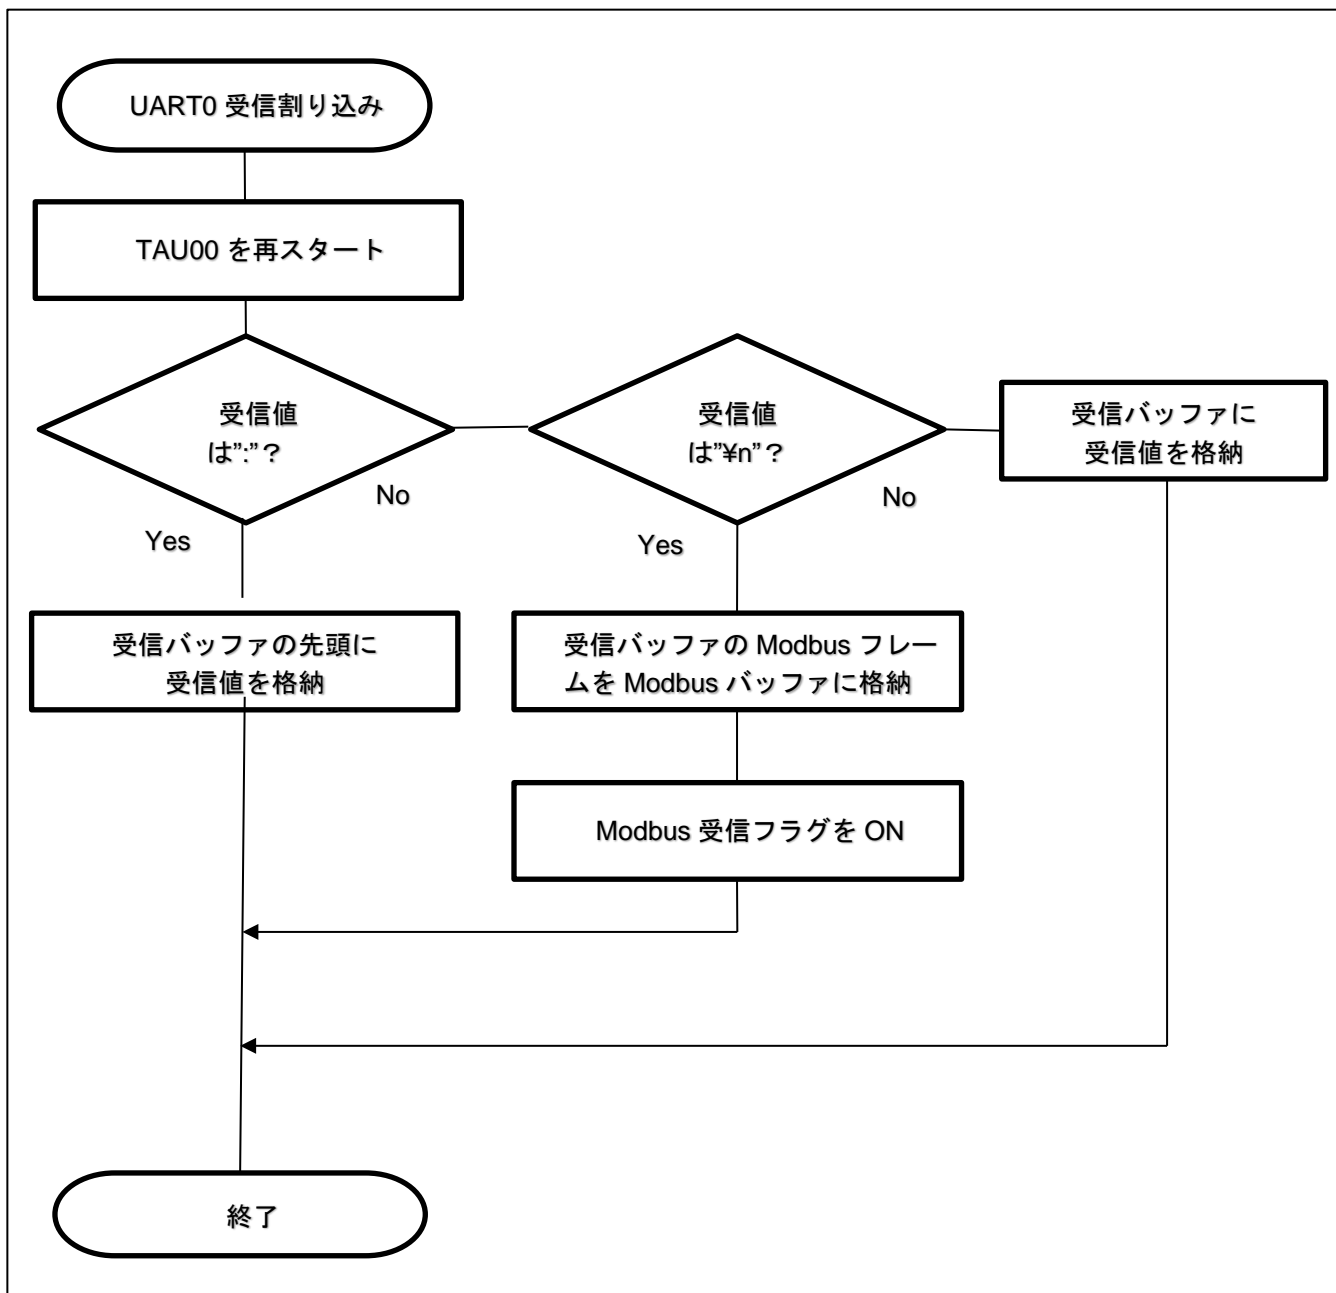 UART0 受信割り込み
TAU00 を再スタート
受信値
は”:”？
No
Yes
受信値
は”¥n”？
No
Yes
受信バッファに
受信値を格納
受信バッファの先頭に
受信値を格納
受信バッファの Modbus フレー
ムを Modbus バッファに格納
Modbus 受信フラグを ON
終了